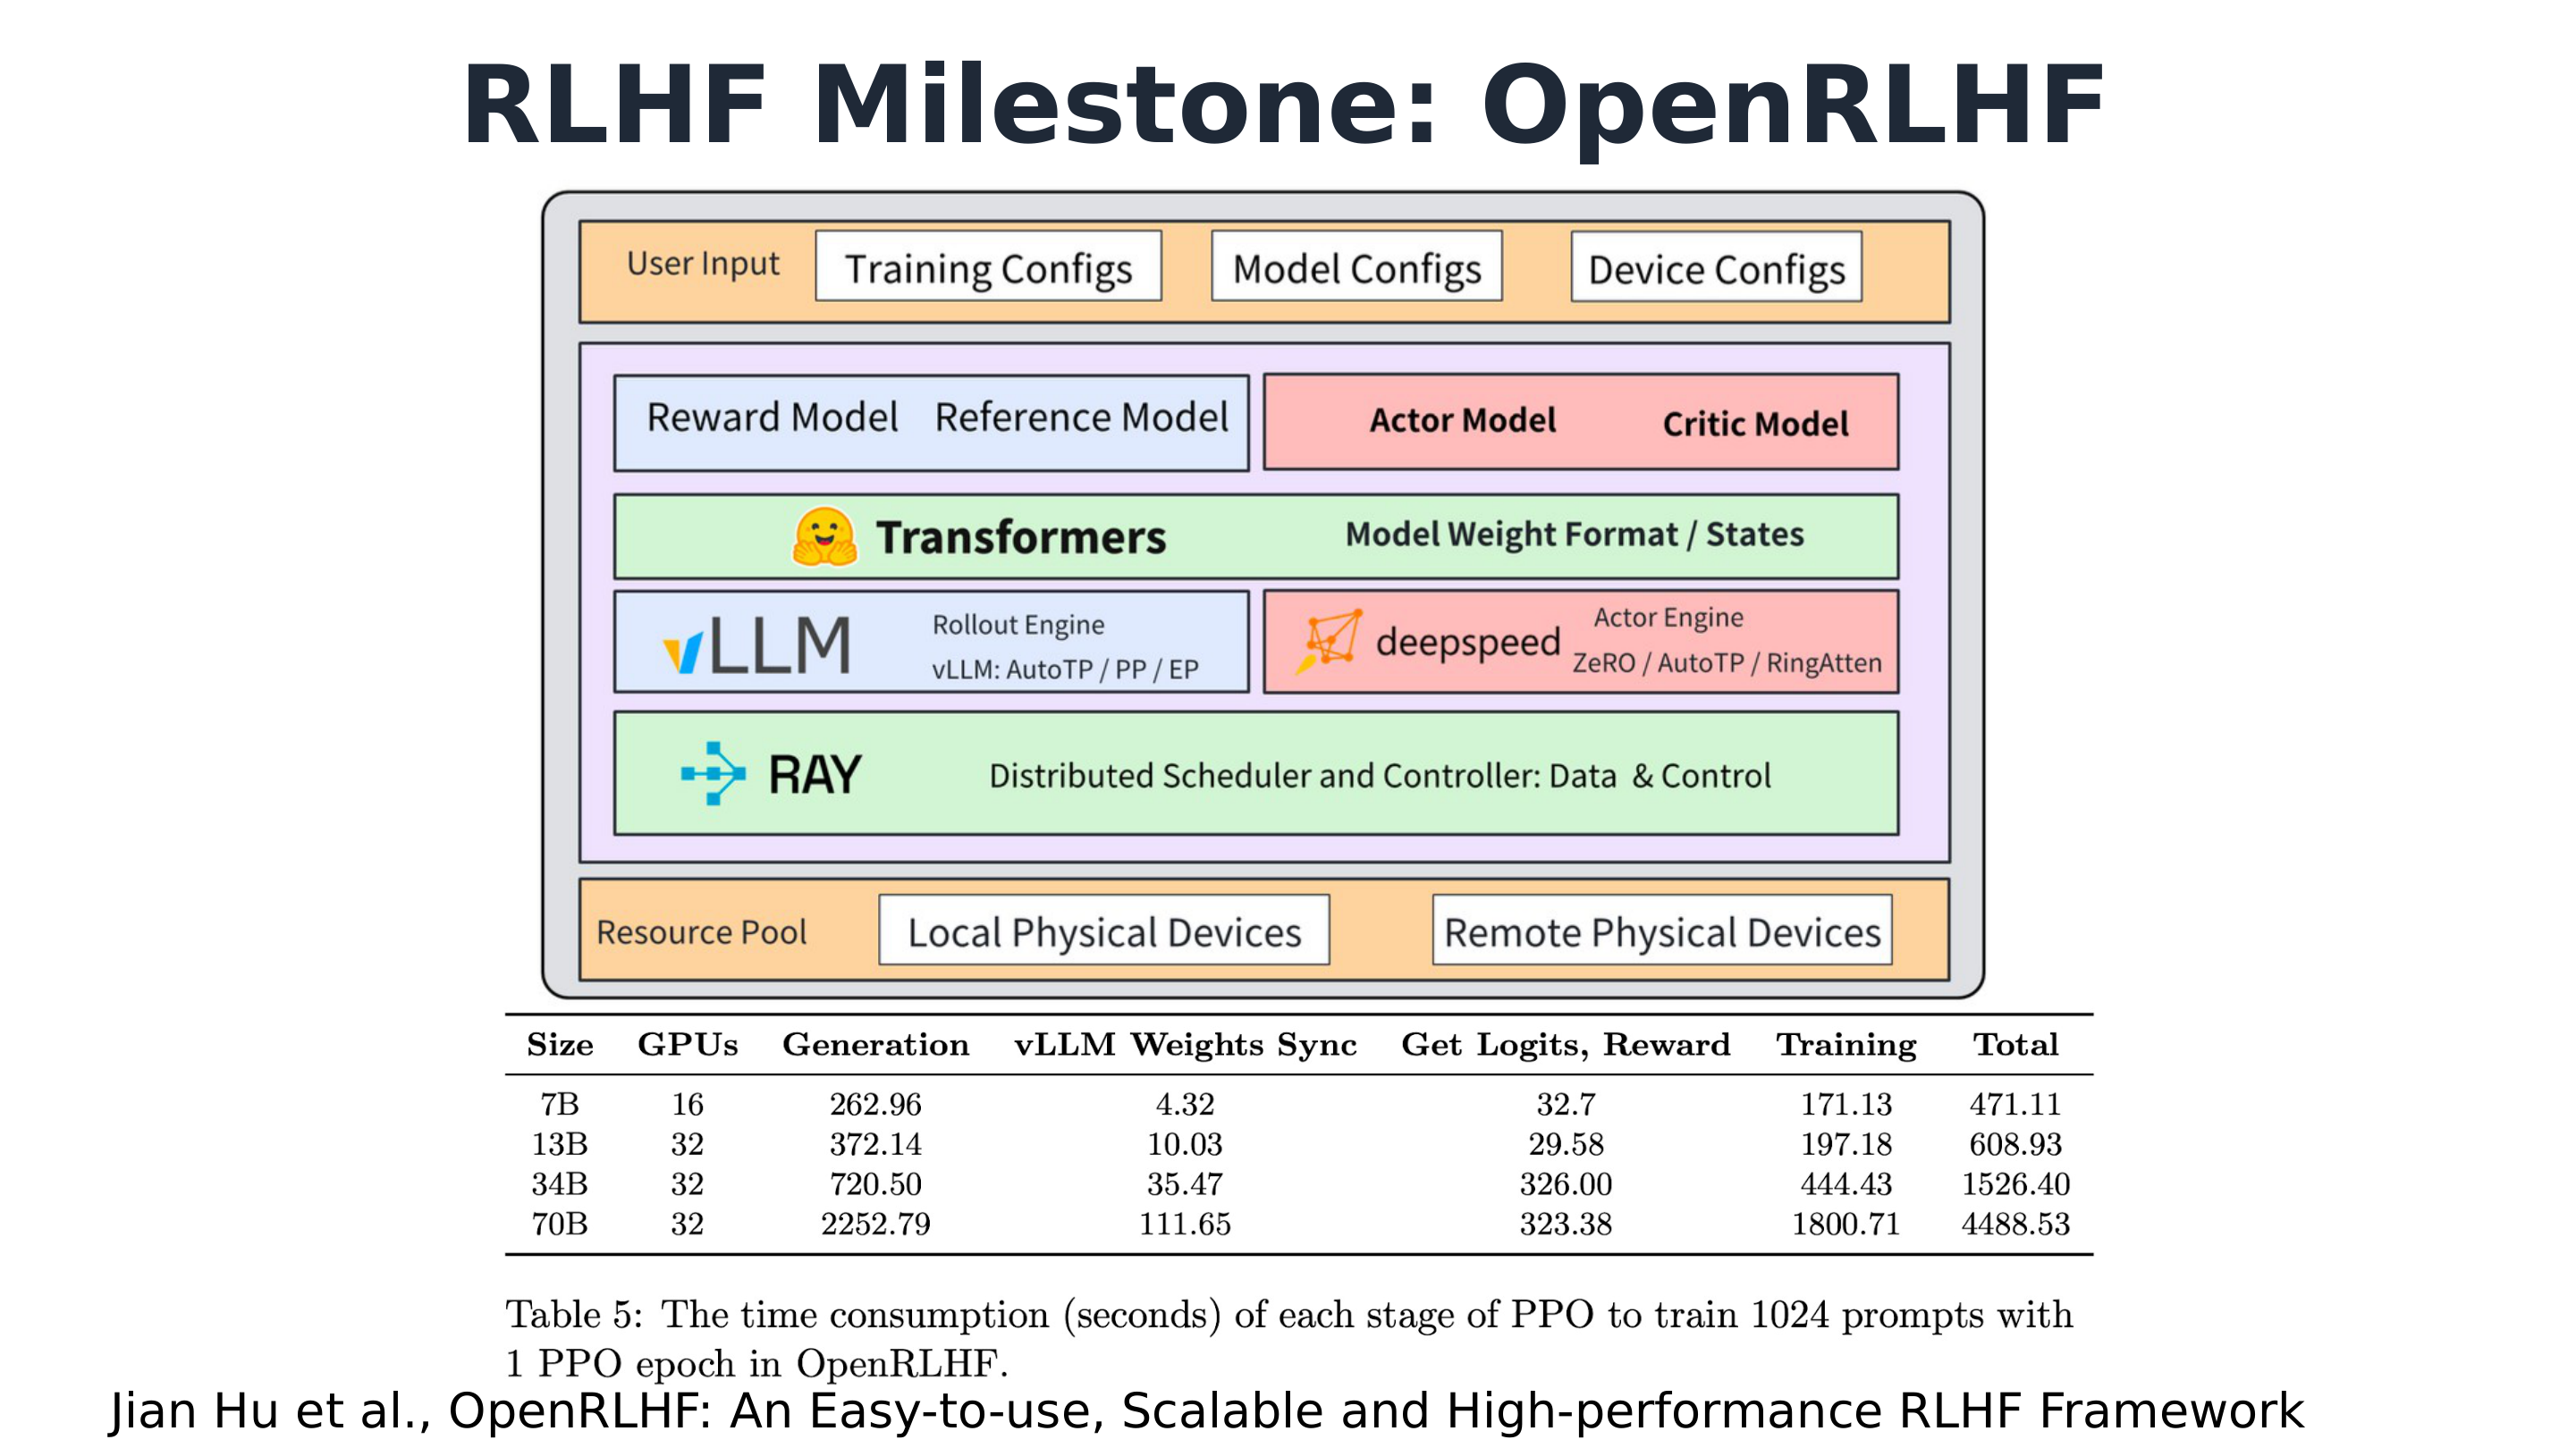 RLHF Milestone: OpenRLHF
User Input Training Configs Model Configs Device Configs
Reward Model Reference Model Actor Model Critic Model
Transformers Model Weight Format / States
vLLM Rollout Engine
vLLM: AutoTP / PP / EP
deepspeed Actor Engine
ZeRO / AutoTP / RingAtten
RAY Distributed Scheduler and Controller: Data & Control
Resource Pool Local Physical Devices Remote Physical Devices
Size GPUs Generation vLLM Weights Sync Get Logits, Reward Training Total
7B 16 262.96 4.32 32.7 171.13 471.11
13B 32 372.14 10.03 29.58 197.18 608.93
34B 32 720.50 35.47 326.00 444.43 1526.40
70B 32 2252.79 111.65 323.38 1800.71 4488.53
Table 5: The time consumption (seconds) of each stage of PPO to train 1024 prompts with
1 PPO epoch in OpenRLHF.
Jian Hu et al., OpenRLHF: An Easy-to-use, Scalable and High-performance RLHF Framework